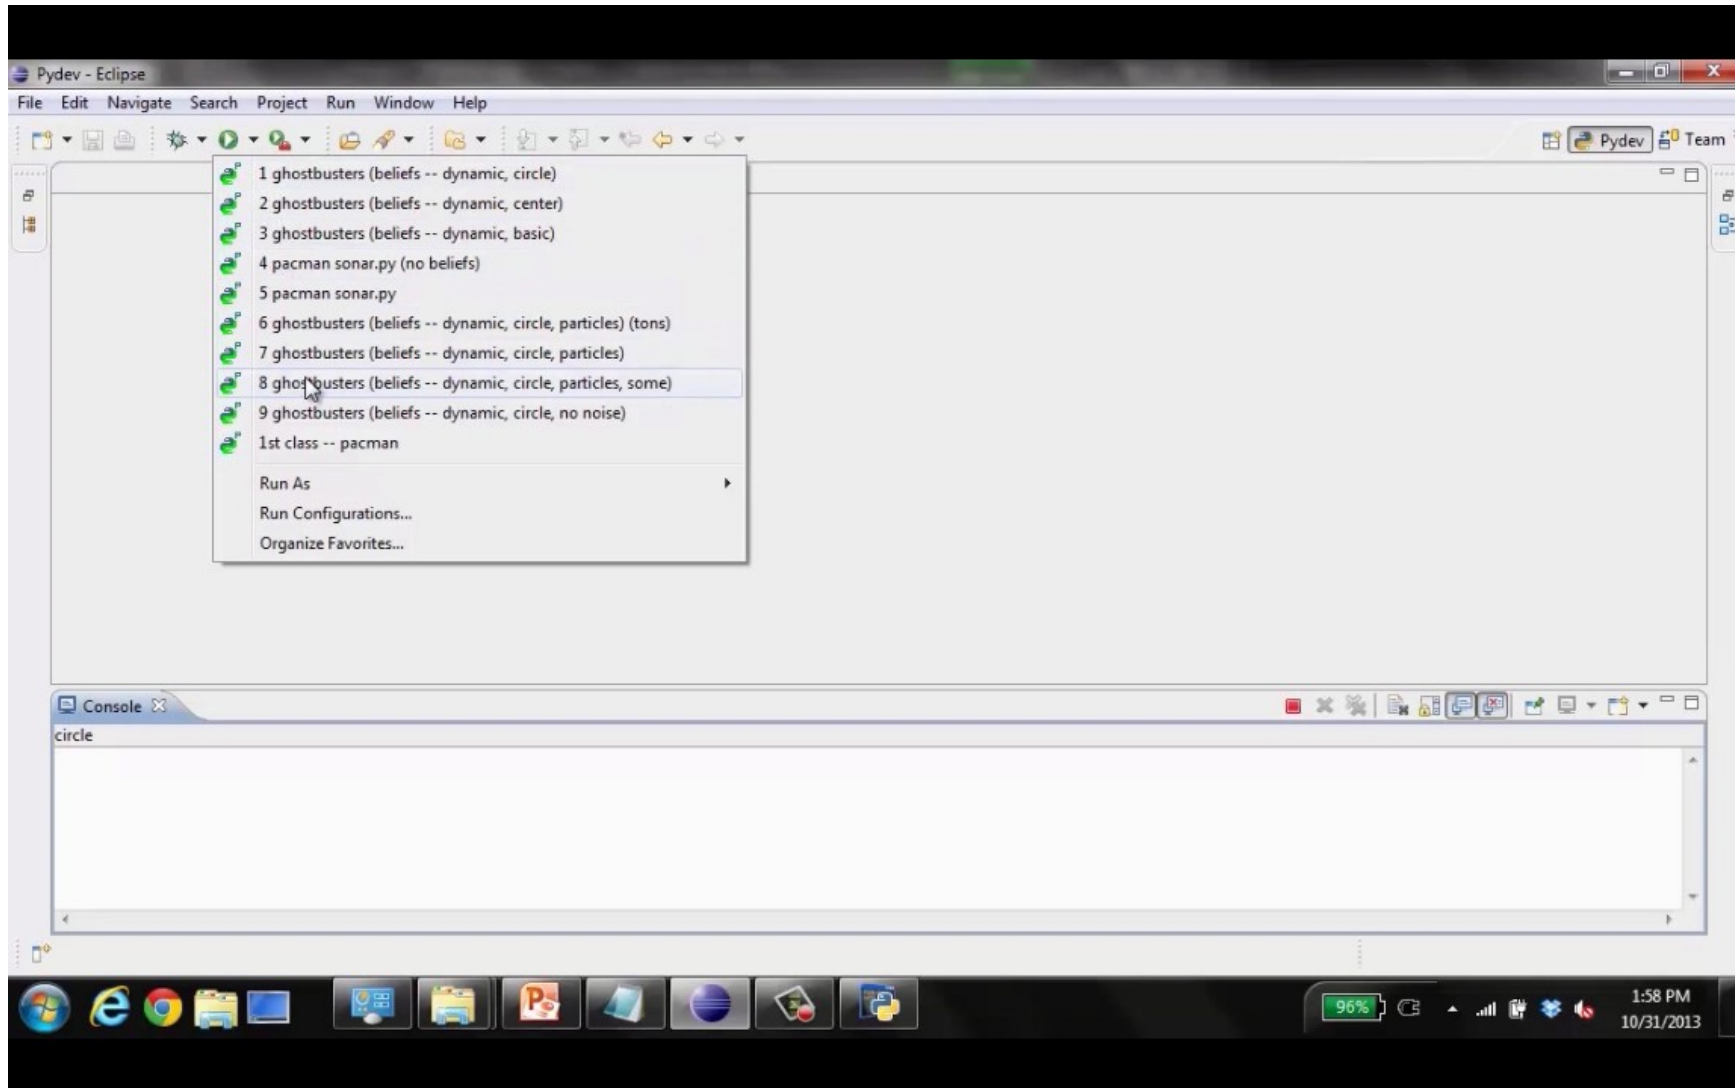 Pydev - Eclipse
File Edit Navigate Search Project Run Window Help
Pydev Team
1 ghostbusters (beliefs -- dynamic, circle)
2 ghostbusters (beliefs -- dynamic, center)
3 ghostbusters (beliefs -- dynamic, basic)
4 pacman sonar.py (no beliefs)
5 pacman sonar.py
6 ghostbusters (beliefs -- dynamic, circle, particles) (tons)
7 ghostbusters (beliefs -- dynamic, circle, particles)
8 ghostbusters (beliefs -- dynamic, circle, particles, some)
9 ghostbusters (beliefs -- dynamic, circle, no noise)
1st class -- pacman
Run As
Run Configurations...
Organize Favorites...
Console
circle
96%
1:58 PM
10/31/2013